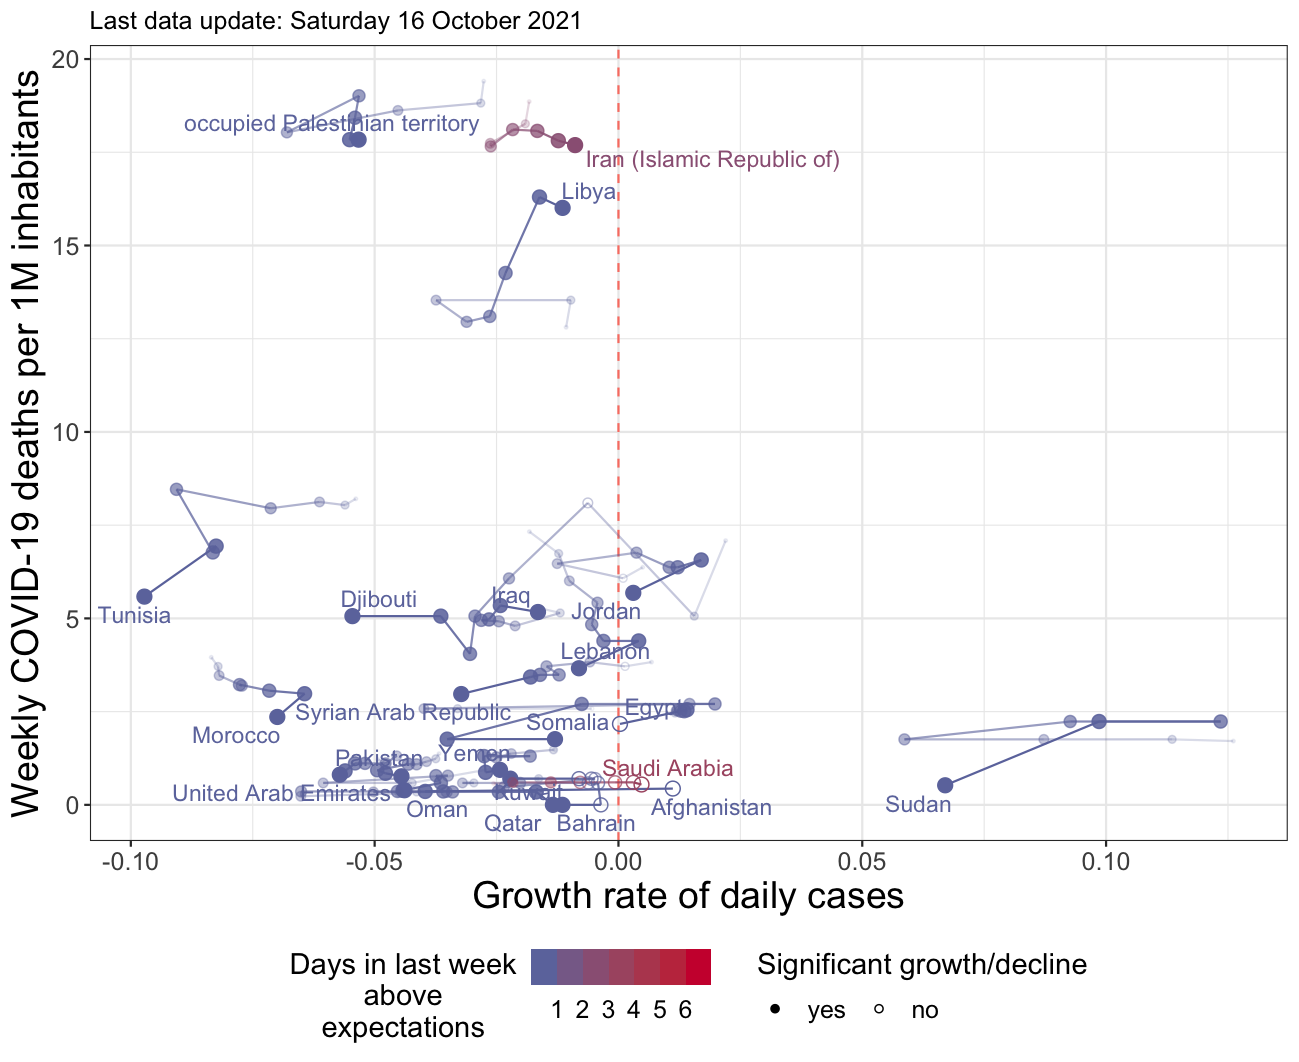 Last data update: Saturday 16 October 2021
Weekly COVID-19 deaths per 1M inhabitants
20
15
10
5
0
occupied Palestinian territory
Iran (Islamic Republic of)
Libya
Tunisia
Djibouti
Iraq
Jordan
Lebanon
Morocco
Syrian Arab Republic
Somalia
Egypt
Pakistan
Yemen
Saudi Arabia
United Arab Emirates
Oman
Kuwait
Afghanistan
Sudan
Qatar
Bahrain
-0.10
-0.05
0.00
0.05
0.10
Growth rate of daily cases
Days in last week
above
expectations
1 2 3 4 5 6
Significant growth/decline
yes
no